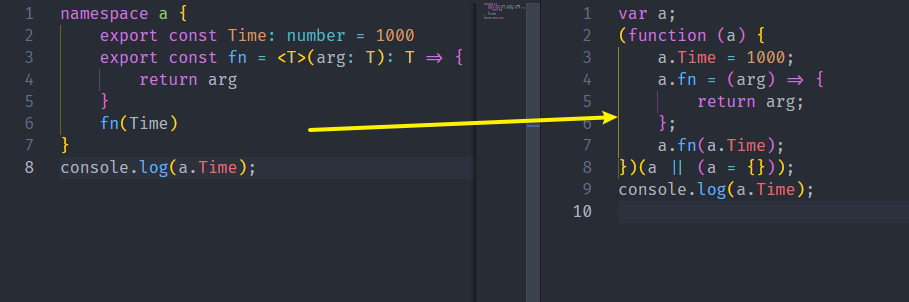 1 namespace a {
2 export const Time: number = 1000
3 export const fn = <T>(arg: T): T => {
4 return arg
5 }
6 fn(Time)
7 }
8 console.log(a.Time);
1 var a;
2 (function (a) {
3 a.Time = 1000;
4 a.fn = (arg) => {
5 return arg;
6 };
7 a.fn(a.Time);
8 })(a || (a = {}));
9 console.log(a.Time);
10